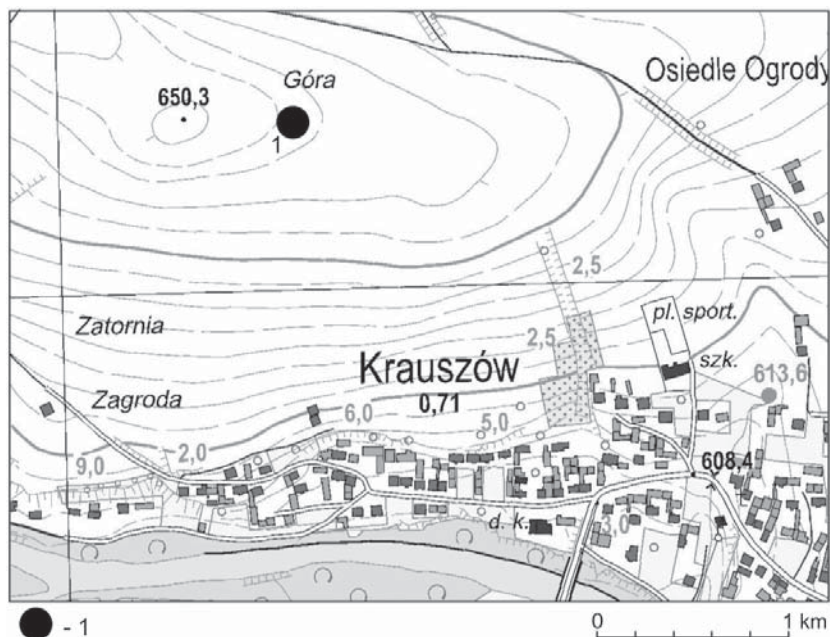 Góra
650,3
1
Osiedle Ogrody
2,5
Zatornia
pl. sport.
2,5
Krauszów
szk.
0,71
613,6
Zagroda
6,0
5,0
2,0
9,0
608,4
d. k.
3,0
- 1
0 1 km